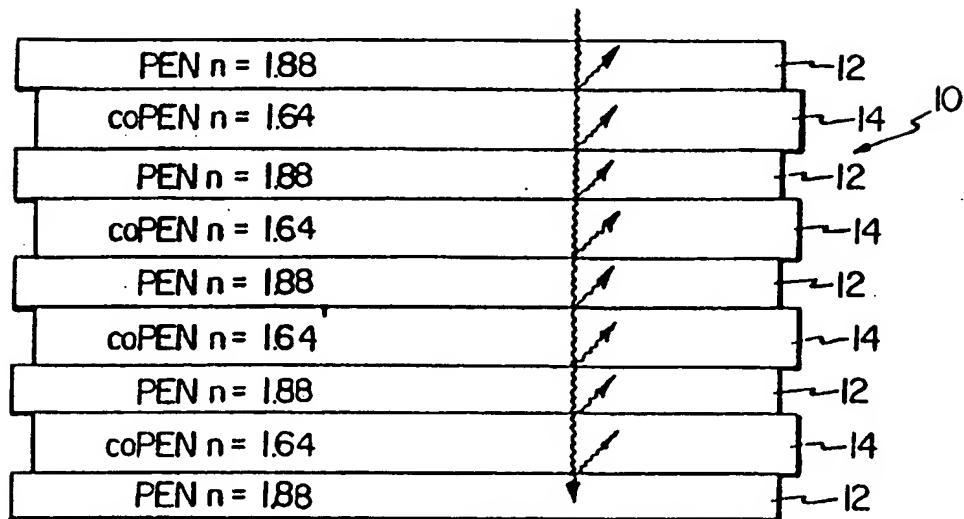 PEN n = 1.88
12
coPEN n = 1.64
14
10
PEN n = 1.88
12
coPEN n = 1.64
14
PEN n = 1.88
12
coPEN n = 1.64
14
PEN n = 1.88
12
coPEN n = 1.64
14
PEN n = 1.88
12